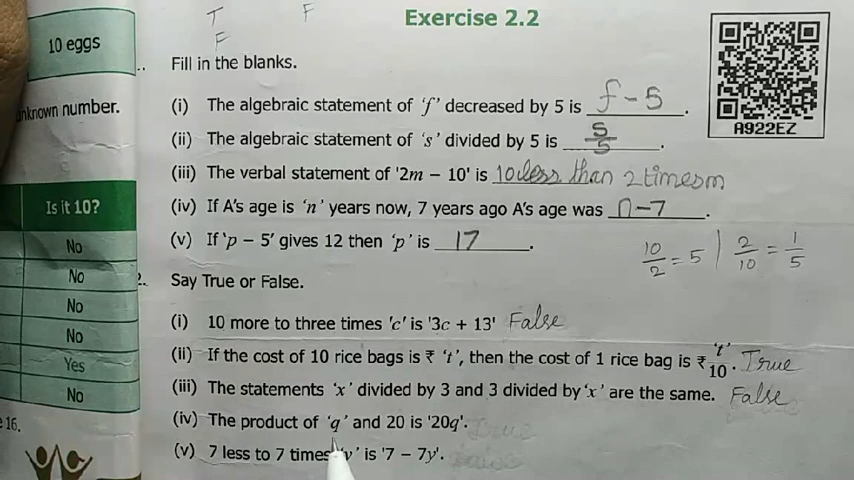 T F
F
Exercise 2.2
10 eggs
Fill in the blanks.
unknown number.
(i) The algebraic statement of 'f' decreased by 5 is f - 5.
A922EZ
(ii) The algebraic statement of 's' divided by 5 is s/5.
(iii) The verbal statement of '2m − 10' is 10 less than 2 times m
Is it 10?
(iv) If A's age is 'n' years now, 7 years ago A's age was n-7.
No
(v) If 'p − 5' gives 12 then 'p' is 17.
10/2 = 5 | 2/10 = 1/5
No
2. Say True or False.
No
(i) 10 more to three times 'c' is '3c + 13' False
No
(ii) If the cost of 10 rice bags is ₹ 't', then the cost of 1 rice bag is ₹ 't'/10. True
Yes
(iii) The statements 'x' divided by 3 and 3 divided by 'x' are the same. False
No
(iv) The product of 'q' and 20 is '20q'. True
16.
(v) 7 less to 7 times 'y' is '7 − 7y'. False